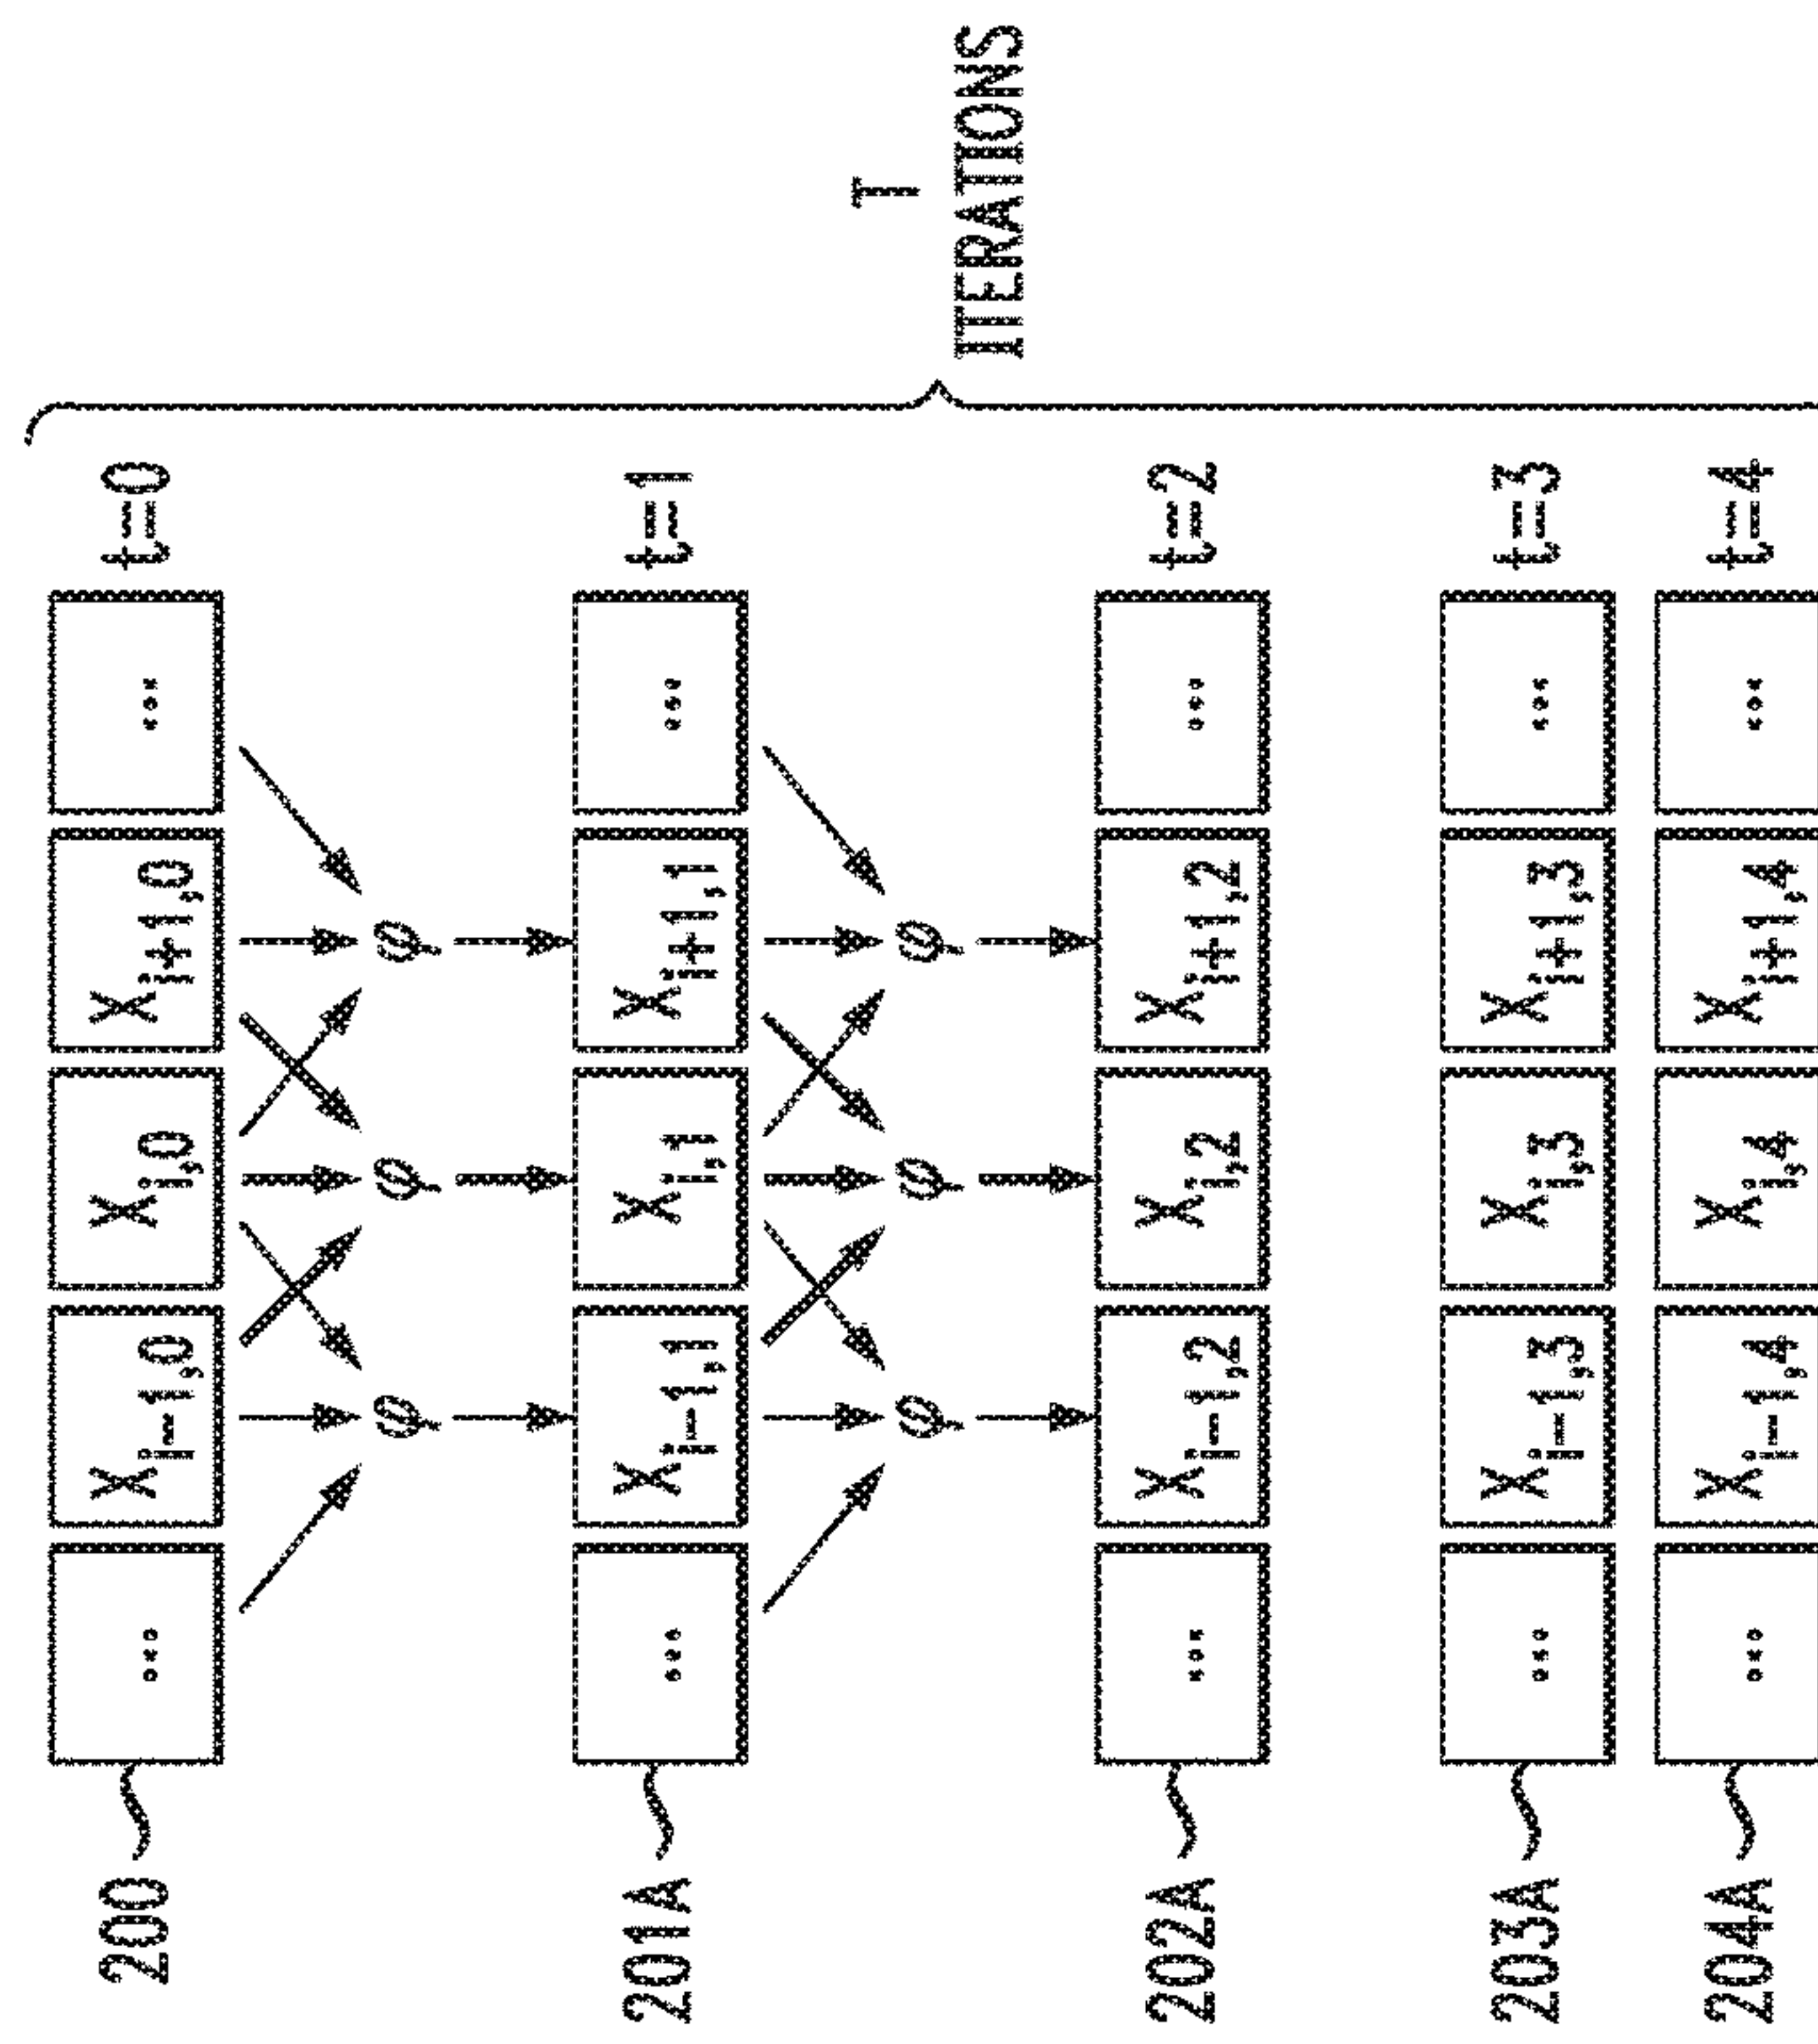 200 ... X_{i-1,0} X_{i,0} X_{i+1,0} ... t=0
φ φ φ
201A ... X_{i-1,1} X_{i,1} X_{i+1,1} ... t=1
φ φ φ
202A ... X_{i-1,2} X_{i,2} X_{i+1,2} ... t=2
203A ... X_{i-1,3} X_{i,3} X_{i+1,3} ... t=3
204A ... X_{i-1,4} X_{i,4} X_{i+1,4} ... t=4
T
ITERATIONS